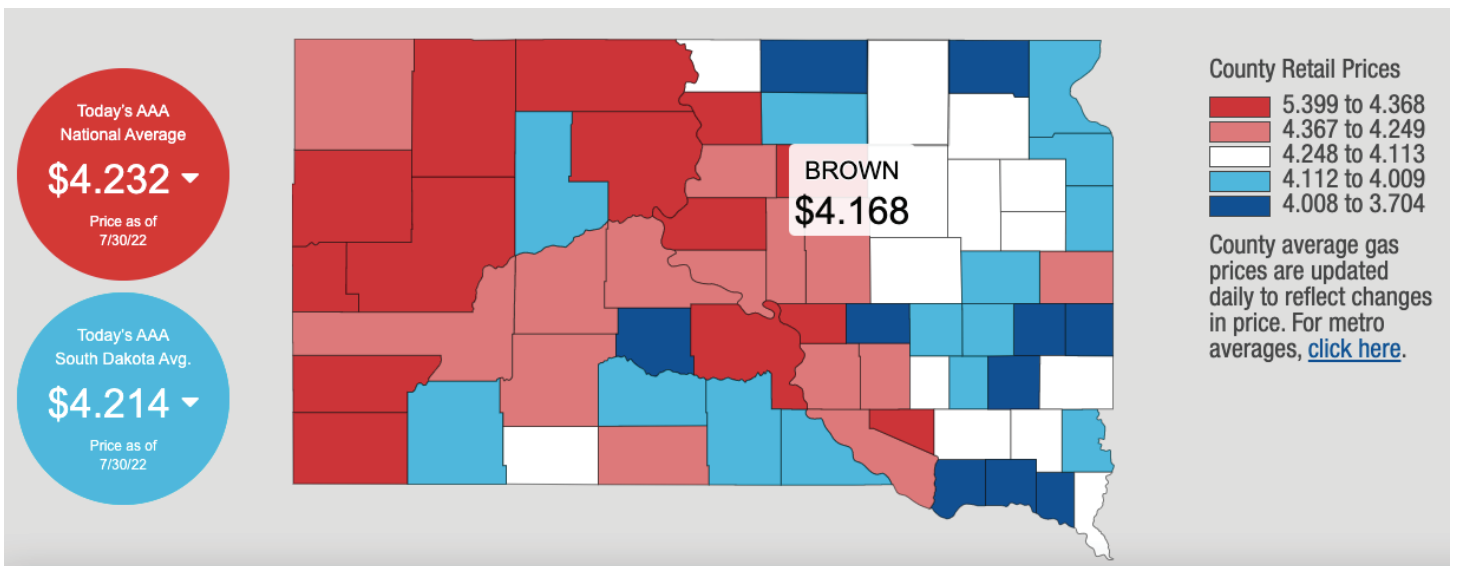 Today's AAA
National Average
$4.232
Price as of
7/30/22
Today's AAA
South Dakota Avg.
$4.214
Price as of
7/30/22
BROWN
$4.168
County Retail Prices
5.399 to 4.368
4.367 to 4.249
4.248 to 4.113
4.112 to 4.009
4.008 to 3.704
County average gas
prices are updated
daily to reflect changes
in price. For metro
averages, click here.